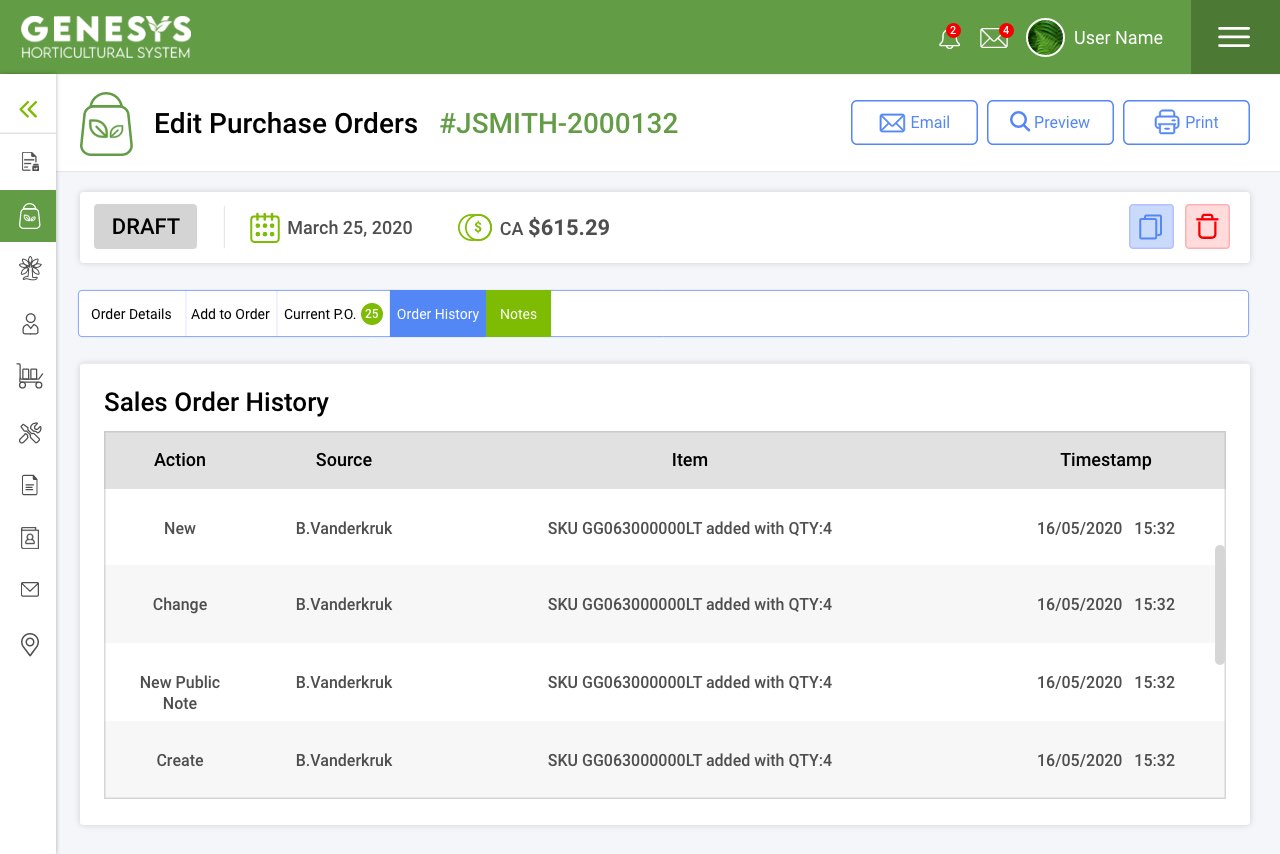 GENESYS
HORTICULTURAL SYSTEM
2
4
User Name
Edit Purchase Orders #JSMITH-2000132
Email
Preview
Print
DRAFT
March 25, 2020
$
CA $615.29
Order Details
Add to Order
Current P.O. 25
Order History
Notes
Sales Order History
Action Source Item Timestamp
New B.Vanderkruk SKU GG063000000LT added with QTY:4 16/05/2020 15:32
Change B.Vanderkruk SKU GG063000000LT added with QTY:4 16/05/2020 15:32
New Public B.Vanderkruk SKU GG063000000LT added with QTY:4 16/05/2020 15:32
Note
Create B.Vanderkruk SKU GG063000000LT added with QTY:4 16/05/2020 15:32